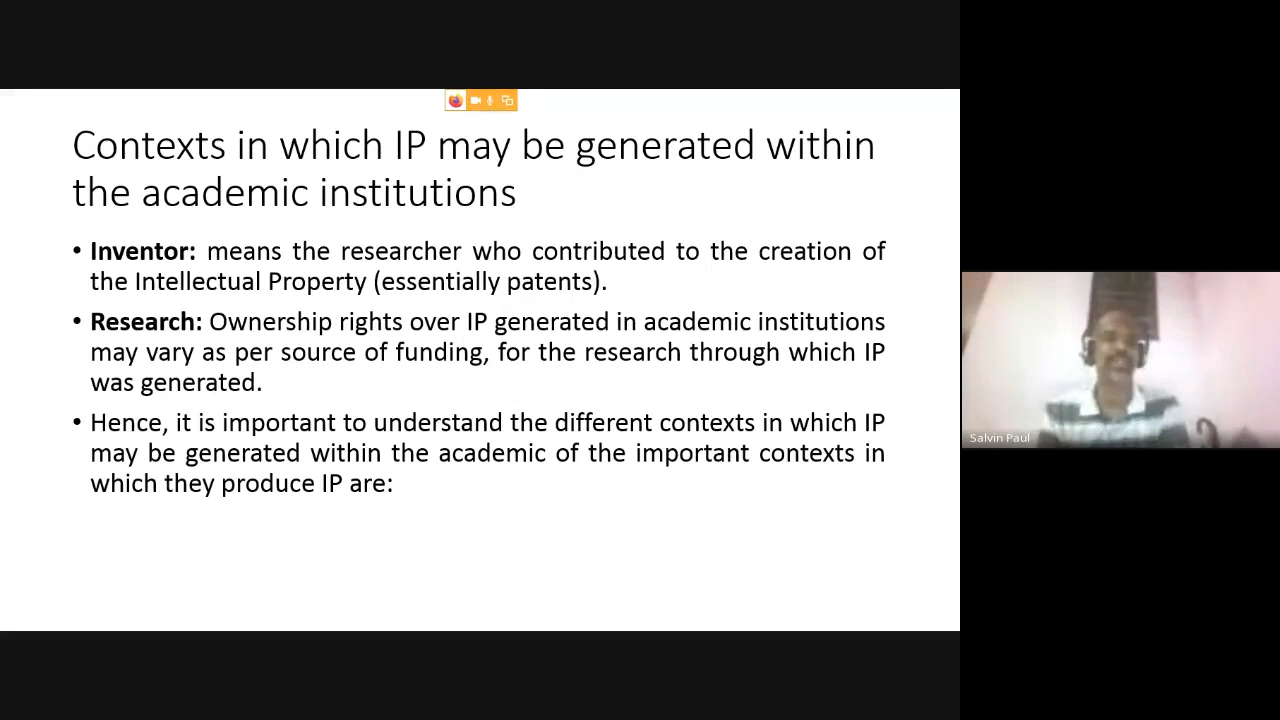 Contexts in which IP may be generated within
the academic institutions
• Inventor: means the researcher who contributed to the creation of
the Intellectual Property (essentially patents).
• Research: Ownership rights over IP generated in academic institutions
may vary as per source of funding, for the research through which IP
was generated.
• Hence, it is important to understand the different contexts in which IP
may be generated within the academic of the important contexts in
which they produce IP are:
Salvin Paul